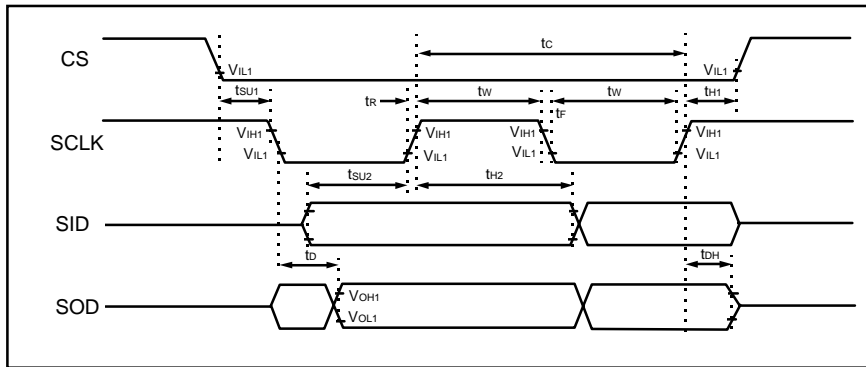 tC
CS
VIL1
VIL1
tSU1
tR
tW
tW
tH1
tF
SCLK
VIH1
VIH1
VIH1
VIH1
VIL1
VIL1
VIL1
VIL1
tSU2
tH2
SID
tD
tDH
SOD
VOH1
VOL1